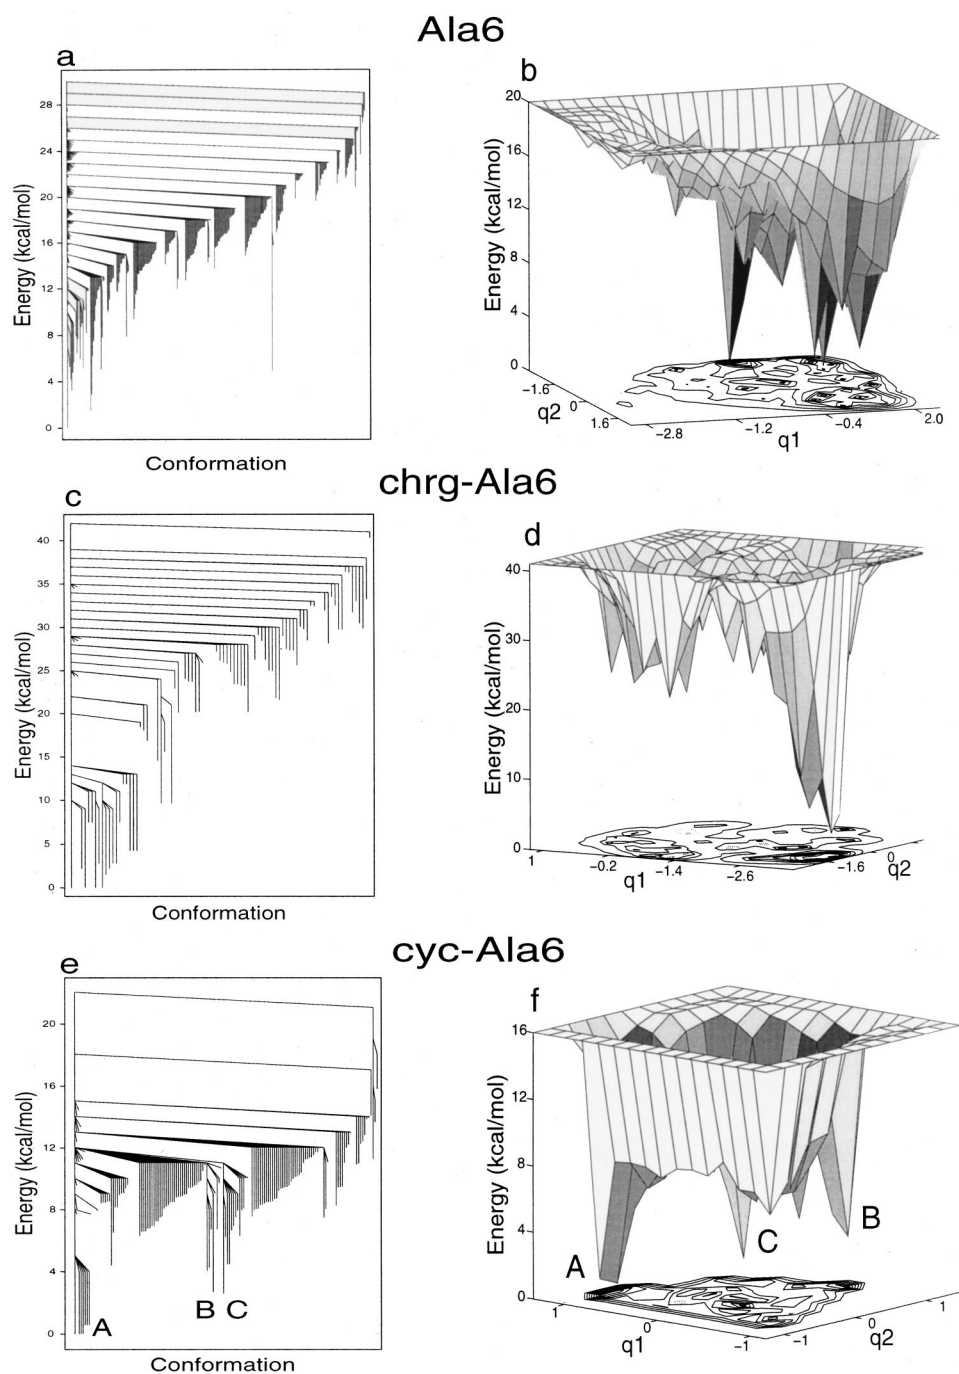 Ala6
a
28
24
20
16
12
8
4
0
Energy (kcal/mol)
Conformation
b
20
16
12
8
4
0
Energy (kcal/mol)
−1.6
0
1.6
q2
−2.8
−1.2
−0.4
2.0
q1
chrg-Ala6
c
40
35
30
25
20
15
10
5
0
Energy (kcal/mol)
Conformation
d
40
30
20
10
0
Energy (kcal/mol)
1
−0.2
−1.4
−2.6
q1
−1.6
0
q2
cyc-Ala6
e
20
16
12
8
4
0
Energy (kcal/mol)
A
B
C
Conformation
f
16
12
8
4
0
Energy (kcal/mol)
A
C
B
1
0
−1
q1
−1
0
1
q2